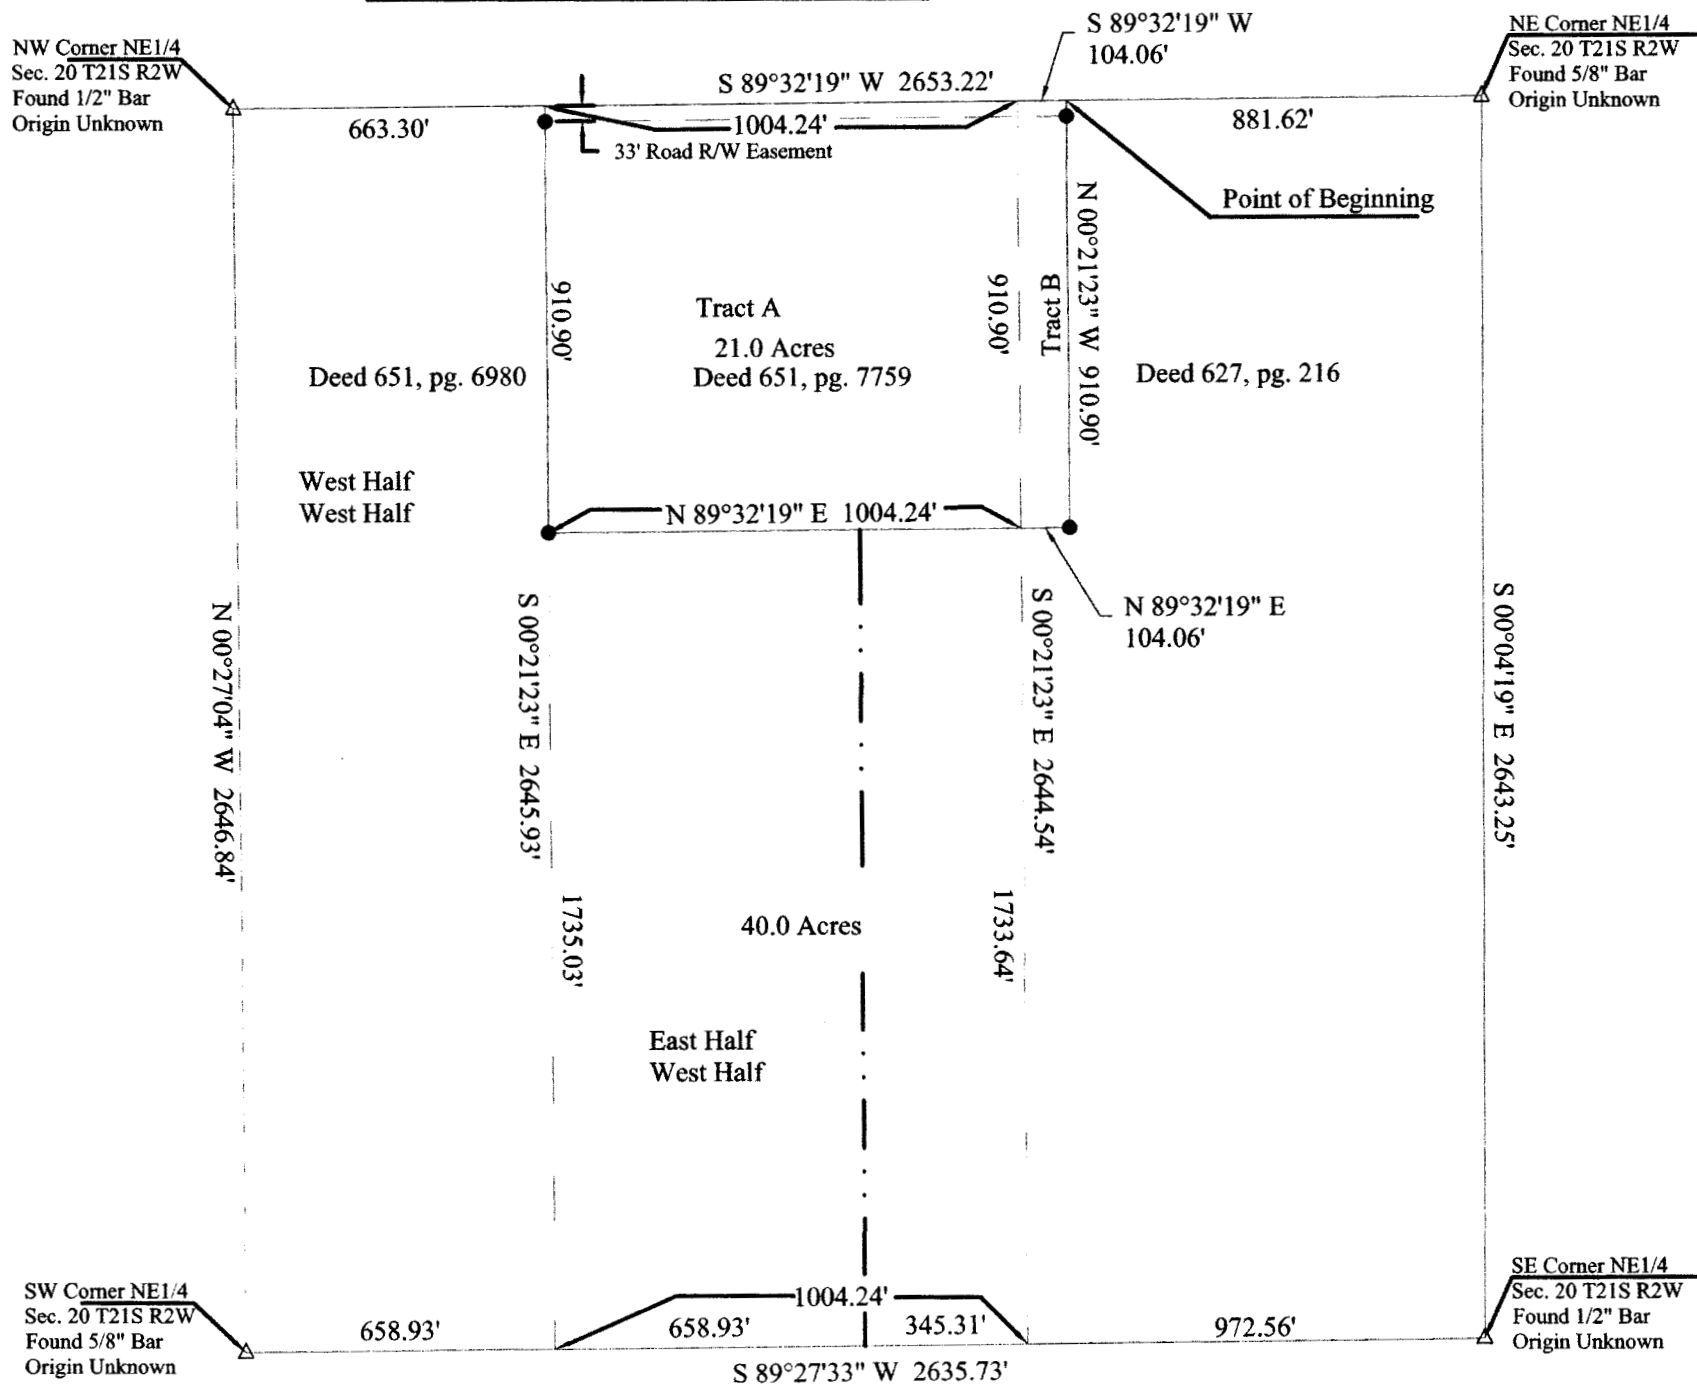 S 89°32'19" W
104.06'
NW Corner NE1/4
Sec. 20 T21S R2W
Found 1/2" Bar
Origin Unknown
NE Corner NE1/4
Sec. 20 T21S R2W
Found 5/8" Bar
Origin Unknown
S 89°32'19" W 2653.22'
663.30'
1004.24'
881.62'
33' Road R/W Easement
Point of Beginning
N 00°21'23" W 910.90'
910.90'
Tract A
21.0 Acres
Deed 651, pg. 7759
910.90'
Tract B
Deed 651, pg. 6980
Deed 627, pg. 216
West Half
West Half
N 89°32'19" E 1004.24'
N 89°32'19" E
104.06'
N 00°27'04" W 2646.84'
S 00°21'23" E 2645.93'
S 00°21'23" E 2644.54'
S 00°04'19" E 2643.25'
1735.03'
40.0 Acres
1733.64'
East Half
West Half
SW Corner NE1/4
Sec. 20 T21S R2W
Found 5/8" Bar
Origin Unknown
SE Corner NE1/4
Sec. 20 T21S R2W
Found 1/2" Bar
Origin Unknown
1004.24'
658.93'
658.93'
345.31'
972.56'
S 89°27'33" W 2635.73'